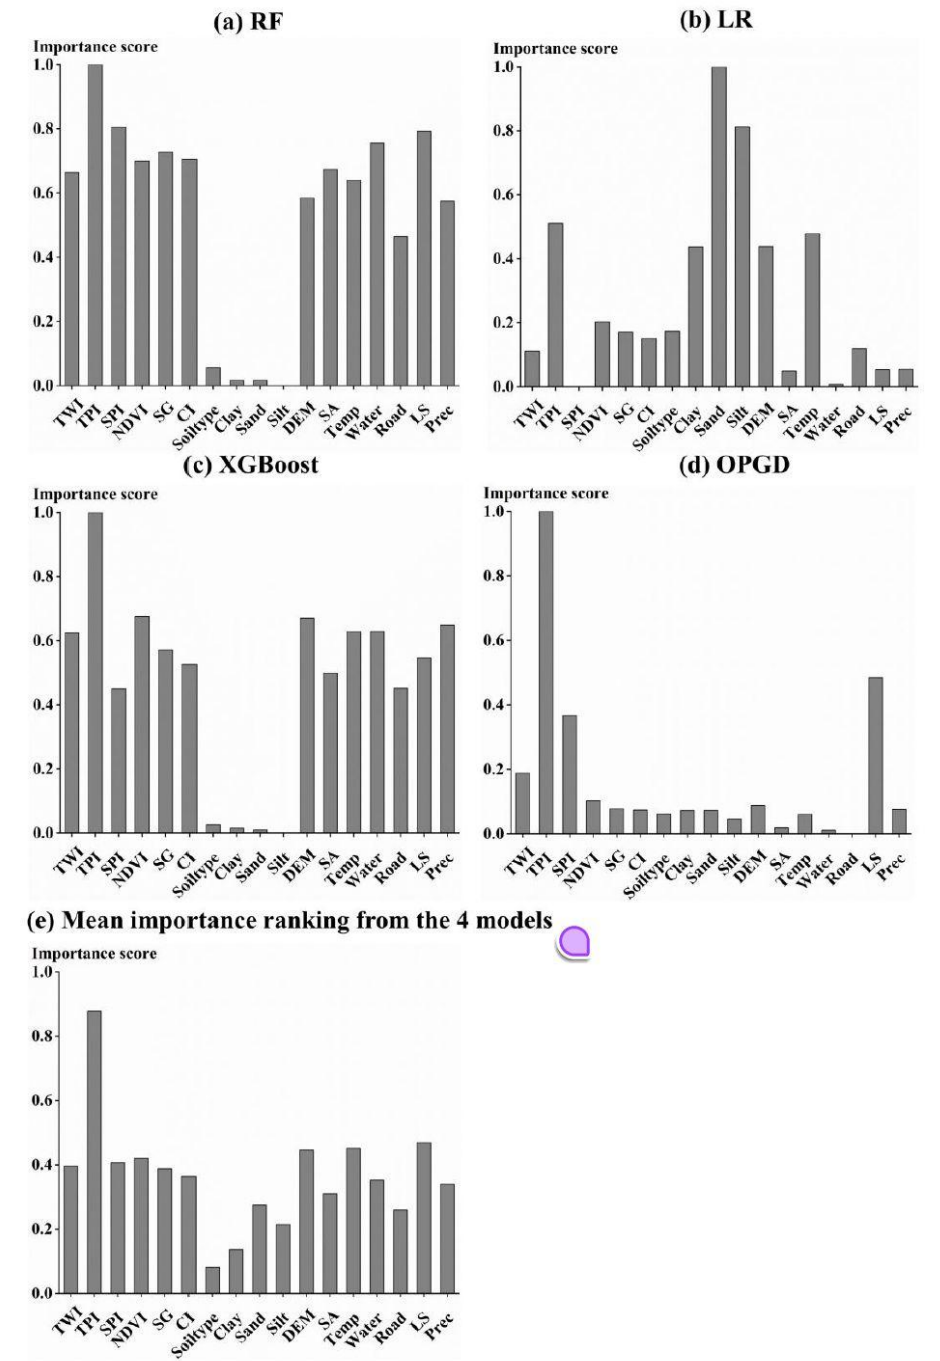 (a) RF
Importance score
1.0
0.8
0.6
0.4
0.2
0.0
TWI TPI SPI NDVI SG CI Soiltype Clay Sand Silt DEM SA Temp Water Road LS Prec
(b) LR
Importance score
1.0
0.8
0.6
0.4
0.2
0.0
TWI TPI SPI NDVI SG CI Soiltype Clay Sand Silt DEM SA Temp Water Road LS Prec
(c) XGBoost
Importance score
1.0
0.8
0.6
0.4
0.2
0.0
TWI TPI SPI NDVI SG CI Soiltype Clay Sand Silt DEM SA Temp Water Road LS Prec
(d) OPGD
Importance score
1.0
0.8
0.6
0.4
0.2
0.0
TWI TPI SPI NDVI SG CI Soiltype Clay Sand Silt DEM SA Temp Water Road LS Prec
(e) Mean importance ranking from the 4 models
Importance score
1.0
0.8
0.6
0.4
0.2
0.0
TWI TPI SPI NDVI SG CI Soiltype Clay Sand Silt DEM SA Temp Water Road LS Prec